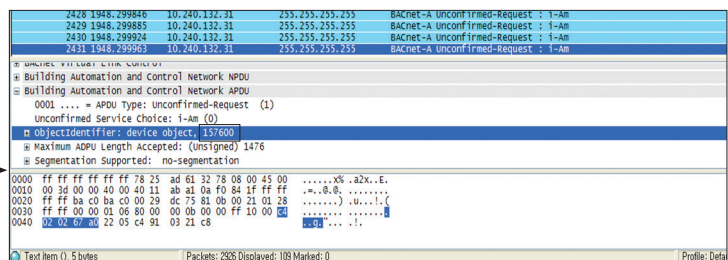 2428 1948.299846 10.240.132.31 255.255.255.255 BACnet-A Unconfirmed-Request : i-Am
2429 1948.299885 10.240.132.31 255.255.255.255 BACnet-A Unconfirmed-Request : i-Am
2430 1948.299924 10.240.132.31 255.255.255.255 BACnet-A Unconfirmed-Request : i-Am
2431 1948.299963 10.240.132.31 255.255.255.255 BACnet-A Unconfirmed-Request : i-Am
BACnet Virtual Link Control
Building Automation and Control Network NPDU
Building Automation and Control Network APDU
0001 .... = APDU Type: Unconfirmed-Request (1)
Unconfirmed Service Choice: i-Am (0)
ObjectIdentifier: device object, 157600
Maximum ADPU Length Accepted: (Unsigned) 1476
Segmentation Supported: no-segmentation
0000 ff ff ff ff ff ff 78 25 ad 61 32 78 08 00 45 00 ......x% .a2x..E.
0010 00 3d 00 00 40 00 40 11 ab a1 0a f0 84 1f ff ff .=..@.@. ........
0020 ff ff ba c0 ba c0 00 29 dc 75 81 0b 00 21 01 28 .......) .u...!.(
0030 ff ff 00 00 01 06 80 00 00 0b 00 00 ff 10 00 c4 ........ ........
0040 02 02 67 a0 22 05 c4 91 03 21 c8 ..g."... .!.
Text item (), 5 bytes Packets: 2926 Displayed: 109 Marked: 0 Profile: Defa